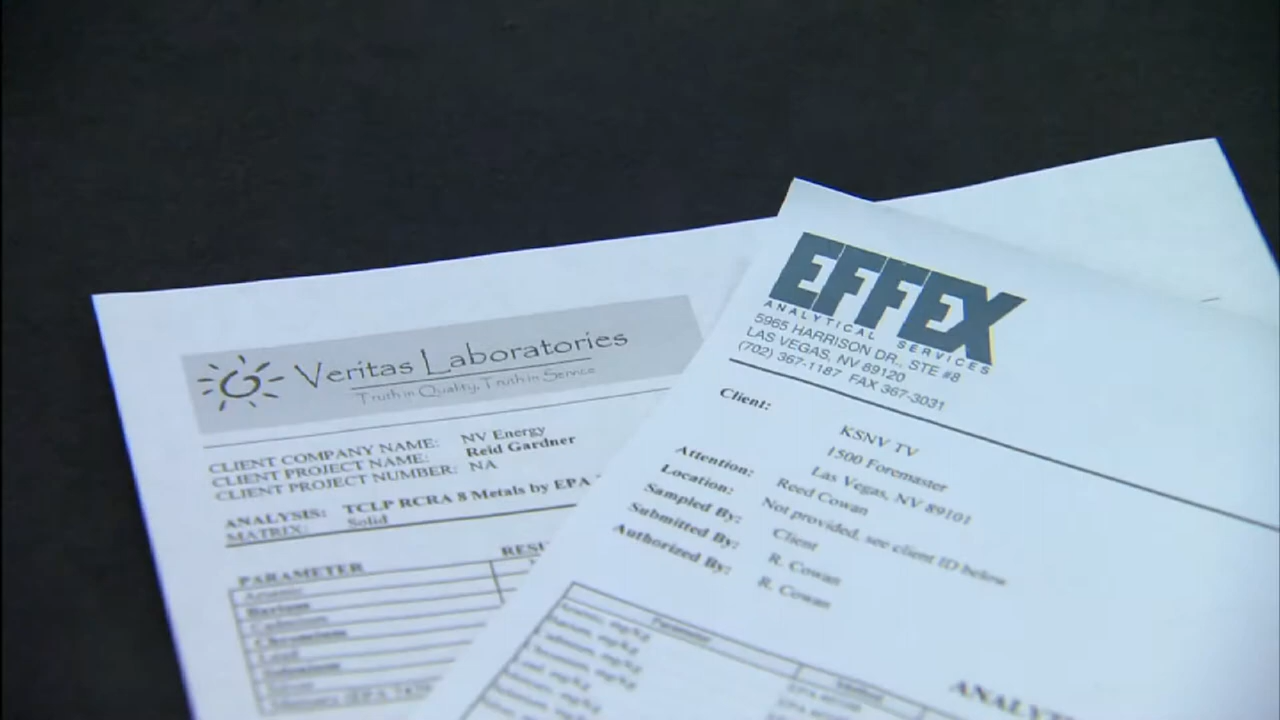 Veritas Laboratories
Truth in Quality, Truth in Service
CLIENT COMPANY NAME: NV Energy
CLIENT PROJECT NAME: Reid Gardner
CLIENT PROJECT NUMBER: NA
ANALYSIS: TCLP RCRA 8 Metals by EPA
MATRIX: Solid
PARAMETER
Barium
Chromium
Lead
EFFEX
ANALYTICAL SERVICES
5965 HARRISON DR., STE #8
LAS VEGAS, NV 89120
(702) 367-1187 FAX 367-3031
Client: KSNV TV
1500 Foremaster
Las Vegas, NV 89101
Attention: Reed Cowan
Location: Not provided, see client ID below
Sampled By: Client
Submitted By: R. Cowan
Authorized By: R. Cowan
Parameter